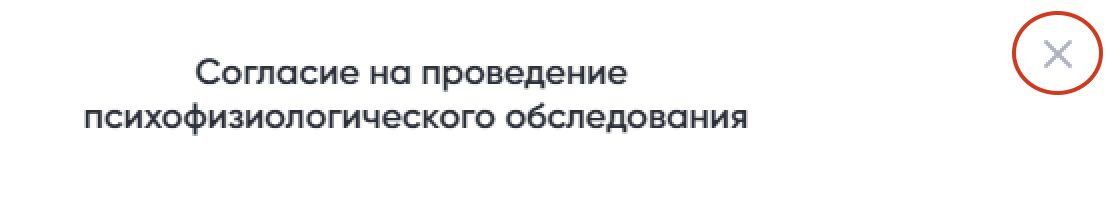 Согласие на проведение
психофизиологического обследования